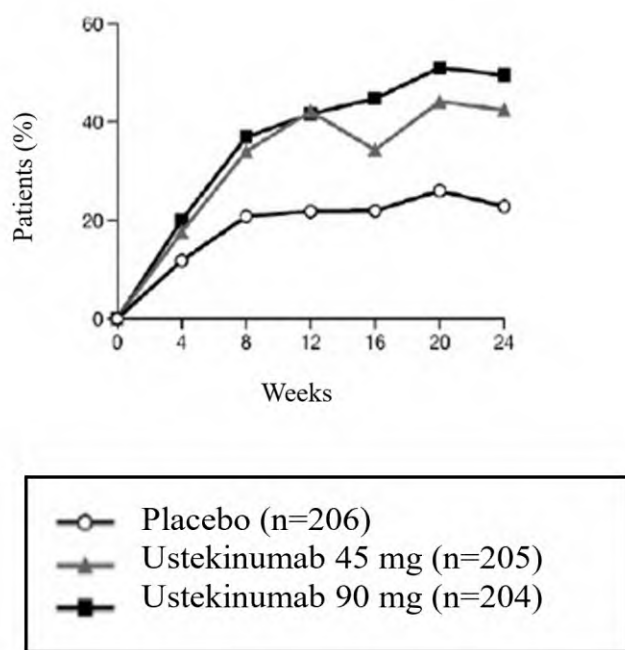 60
40
20
0
Patients (%)
0 4 8 12 16 20 24
Weeks
Placebo (n=206)
Ustekinumab 45 mg (n=205)
Ustekinumab 90 mg (n=204)